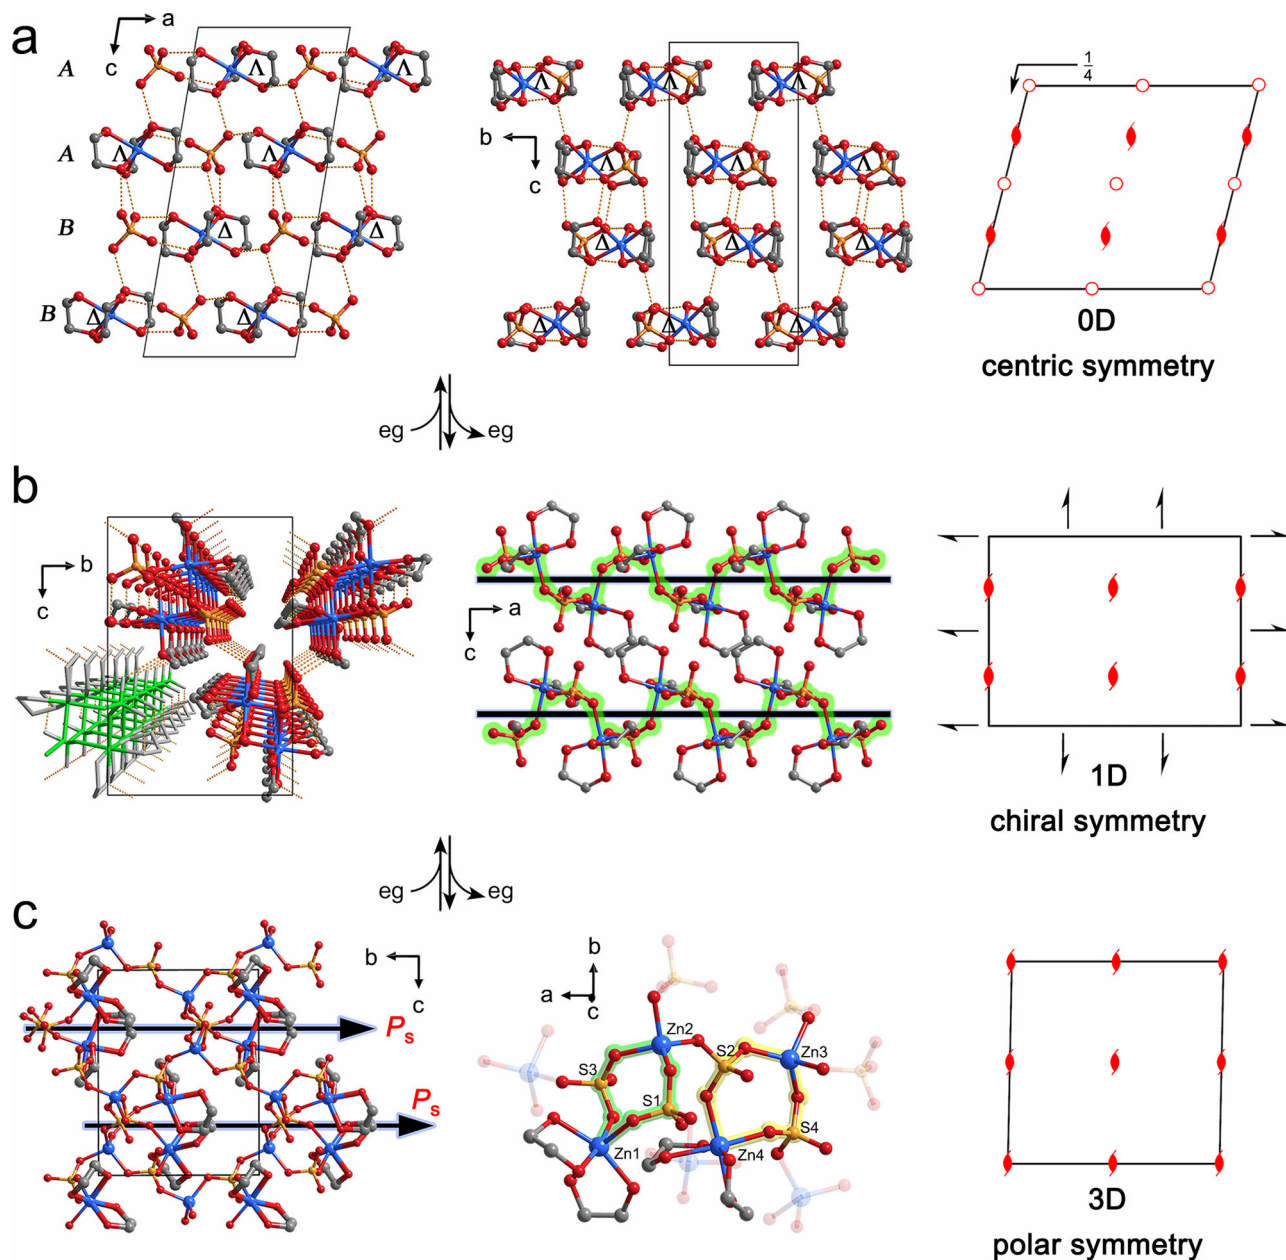 a
a
c
A
Λ
Λ
A
Λ
Λ
B
Δ
Δ
B
Δ
Δ
b
c
Λ
Λ
Λ
Λ
Λ
Λ
Δ
Δ
Δ
Δ
Δ
Δ
1/4
0D
centric symmetry
eg eg
b
b
c
a
c
1D
chiral symmetry
eg eg
c
b
c
Ps
Ps
b
a
c
Zn2
S2
Zn3
S3
S1
S4
Zn1
Zn4
3D
polar symmetry